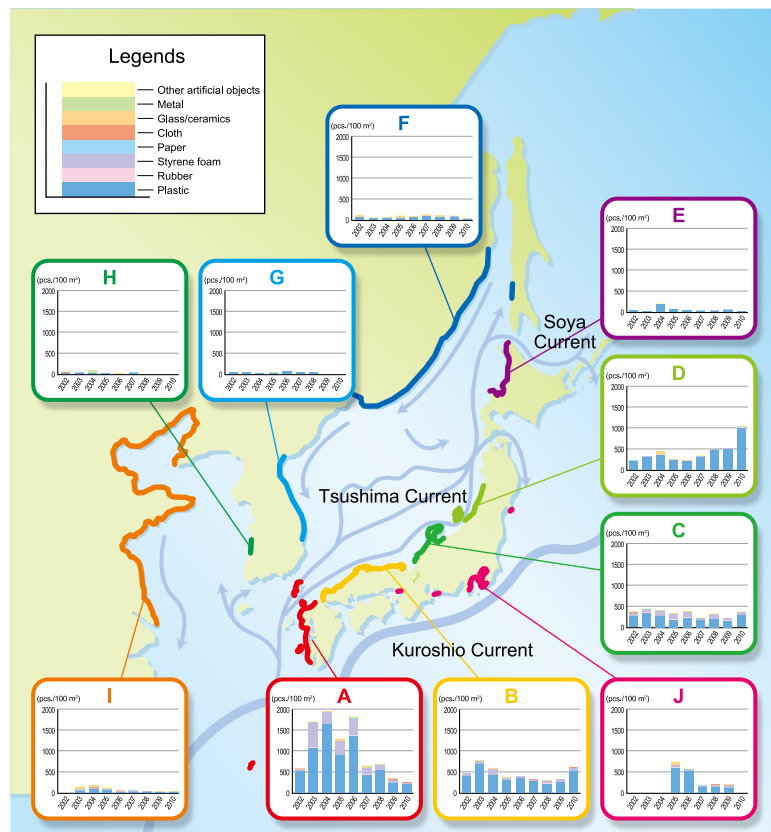 Legends
Other artificial objects
Metal
Glass/ceramics
Cloth
Paper
Styrene foam
Rubber
Plastic
F
(pcs./100 m²)
2000
1500
1000
500
0
2002 2003 2004 2005 2006 2007 2008 2009 2010
E
(pcs./100 m²)
2000
1500
1000
500
0
2002 2003 2004 2005 2006 2007 2008 2009 2010
H
(pcs./100 m²)
2000
1500
1000
500
0
2002 2003 2004 2005 2006 2007 2008 2009 2010
G
(pcs./100 m²)
2000
1500
1000
500
0
2002 2003 2004 2005 2006 2007 2008 2009 2010
Soya
Current
D
(pcs./100 m²)
2000
1500
1000
500
0
2002 2003 2004 2005 2006 2007 2008 2009 2010
Tsushima Current
C
(pcs./100 m²)
2000
1500
1000
500
0
2002 2003 2004 2005 2006 2007 2008 2009 2010
Kuroshio Current
I
(pcs./100 m²)
2000
1500
1000
500
0
2002 2003 2004 2005 2006 2007 2008 2009 2010
A
(pcs./100 m²)
2000
1500
1000
500
0
2002 2003 2004 2005 2006 2007 2008 2009 2010
B
(pcs./100 m²)
2000
1500
1000
500
0
2002 2003 2004 2005 2006 2007 2008 2009 2010
J
(pcs./100 m²)
2000
1500
1000
500
0
2002 2003 2004 2005 2006 2007 2008 2009 2010